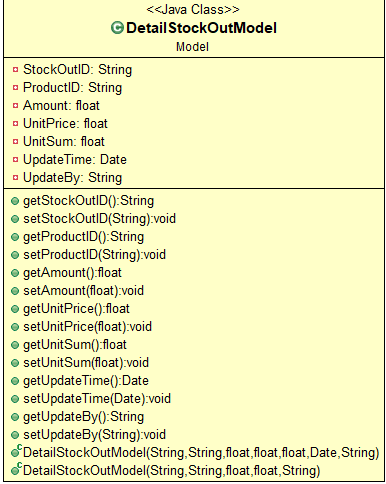 <<Java Class>>
DetailStockOutModel
Model
StockOutID: String
ProductID: String
Amount: float
UnitPrice: float
UnitSum: float
UpdateTime: Date
UpdateBy: String
getStockOutID():String
setStockOutID(String):void
getProductID():String
setProductID(String):void
getAmount():float
setAmount(float):void
getUnitPrice():float
setUnitPrice(float):void
getUnitSum():float
setUnitSum(float):void
getUpdateTime():Date
setUpdateTime(Date):void
getUpdateBy():String
setUpdateBy(String):void
DetailStockOutModel(String,String,float,float,float,Date,String)
DetailStockOutModel(String,String,float,float,String)